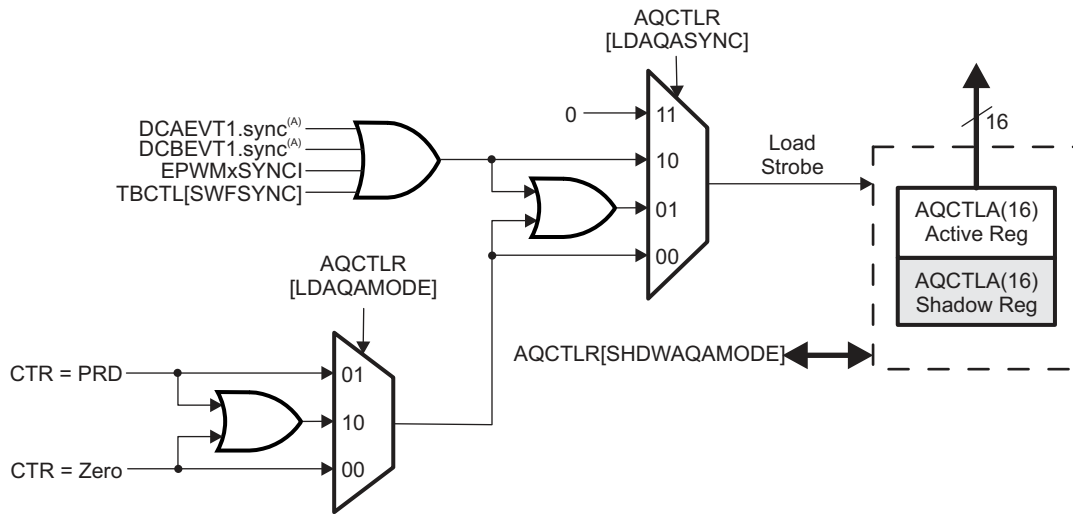 AQCTLR
[LDAQASYNC]
0
11
16
DCAEVT1.sync(A)
DCBEVT1.sync(A)
EPWMxSYNCI
TBCTL[SWFSYNC]
10
Load
Strobe
01
AQCTLA(16)
Active Reg
00
AQCTLR
[LDAQAMODE]
AQCTLA(16)
Shadow Reg
AQCTLR[SHDWAQAMODE]
CTR = PRD
01
10
CTR = Zero
00